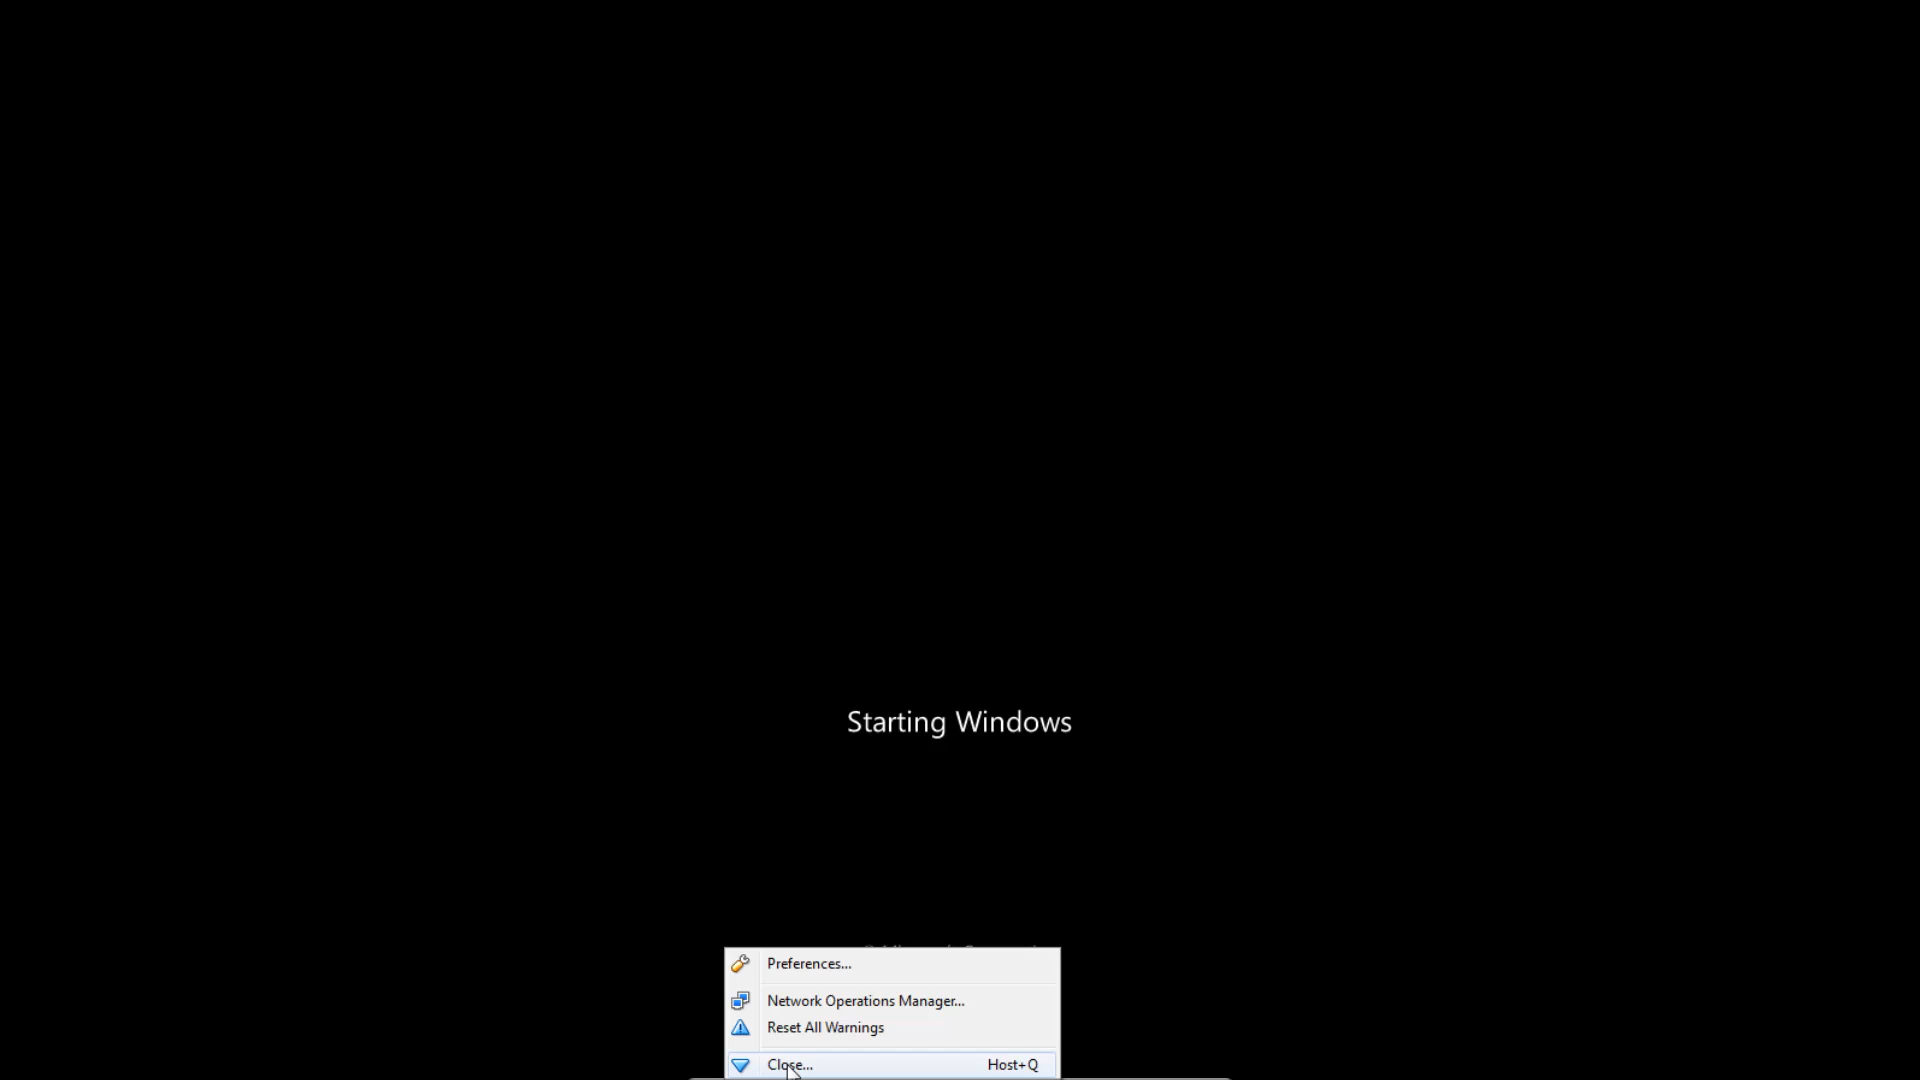 Starting Windows
Preferences...
Network Operations Manager...
Reset All Warnings
Close... Host+Q